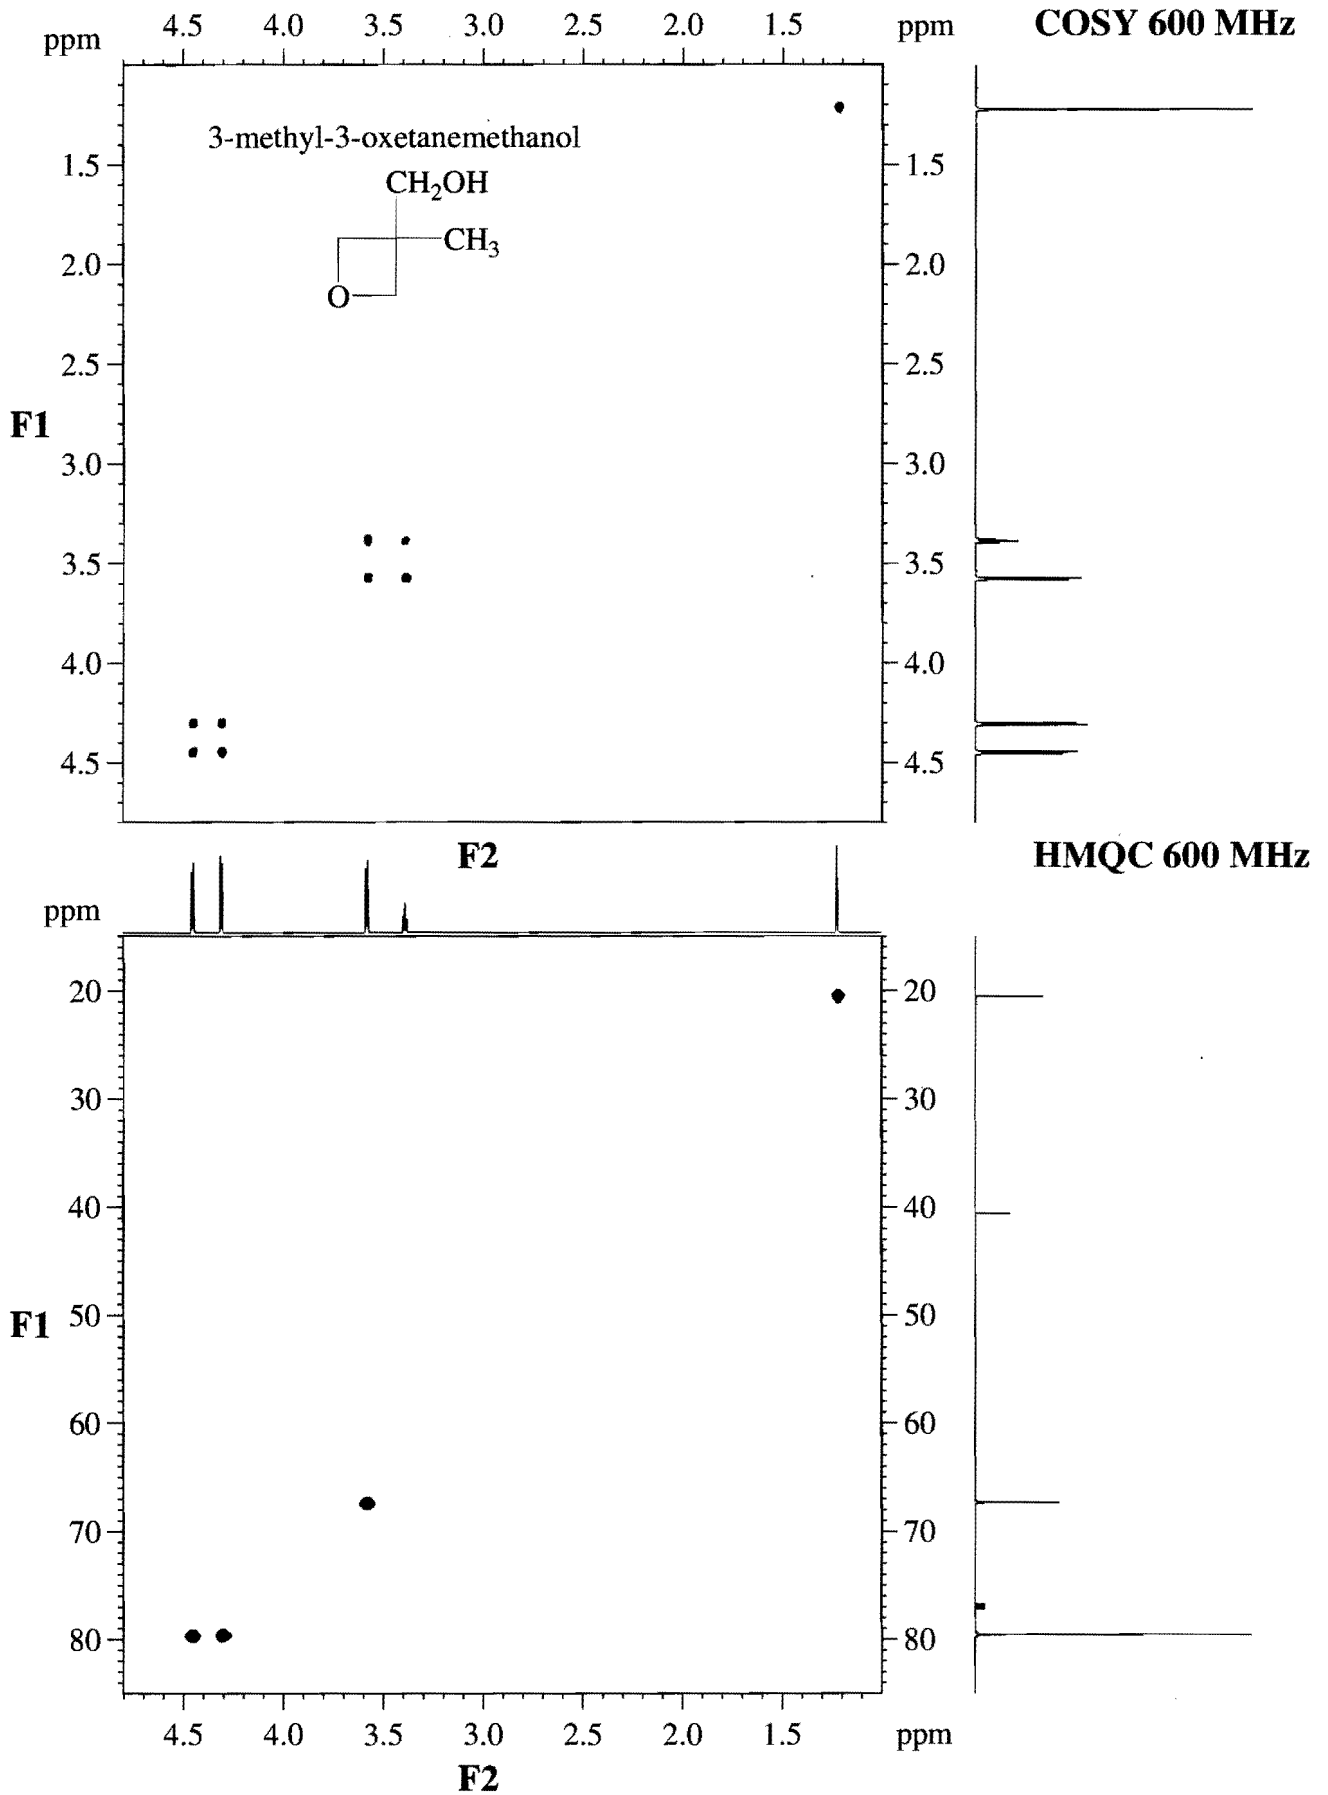 ppm 4.5 4.0 3.5 3.0 2.5 2.0 1.5 ppm COSY 600 MHz
3-methyl-3-oxetanemethanol
1.5 1.5
CH2OH
CH3
2.0 2.0
O
2.5 2.5
F1
3.0 3.0
3.5 3.5
4.0 4.0
4.5 4.5
F2 HMQC 600 MHz
ppm
20 20
30 30
40 40
50 50
F1
60 60
70 70
80 80
4.5 4.0 3.5 3.0 2.5 2.0 1.5 ppm
F2